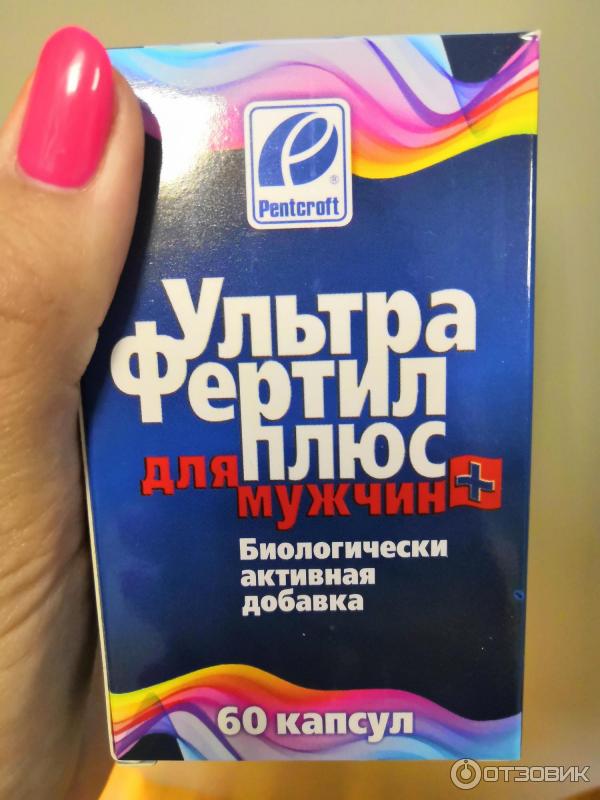 Pentcroft
®
Ультра
Фертил
плюс
для
мужчин
Биологически
активная
добавка
60 капсул
ОТЗОВИК